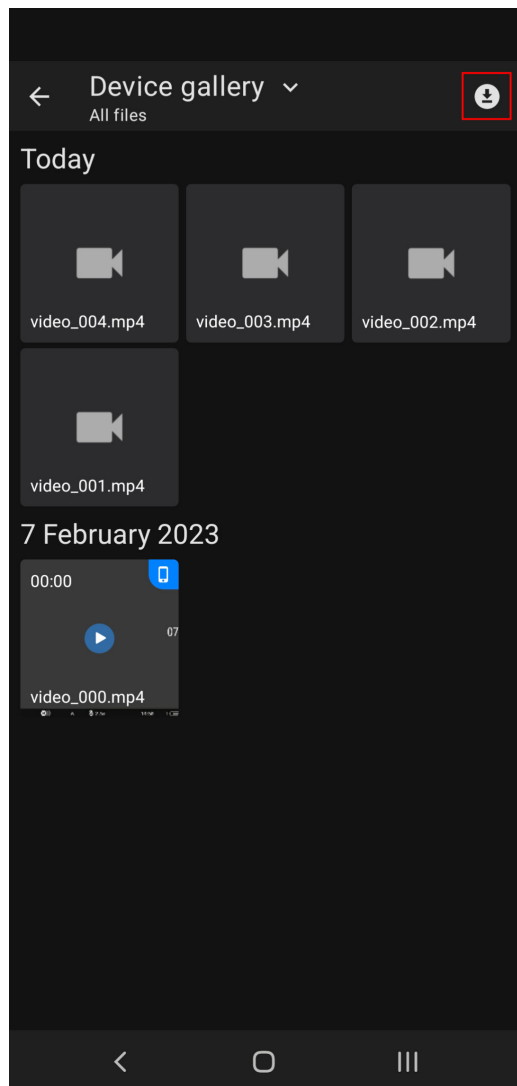 Device gallery
All files
Today
video_004.mp4
video_003.mp4
video_002.mp4
video_001.mp4
7 February 2023
00:00
07
video_000.mp4